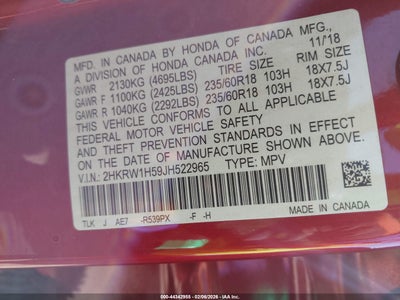 MFD. IN CANADA BY HONDA OF CANADA MFG.,
A DIVISION OF HONDA CANADA INC. 11/18
GVWR 2130KG (4695LBS) TIRE SIZE RIM SIZE
GAWR F 1100KG (2425LBS) 235/60R18 103H 18X7.5J
GAWR R 1040KG (2292LBS) 235/60R18 103H 18X7.5J
THIS VEHICLE CONFORMS TO ALL APPLICABLE
FEDERAL MOTOR VEHICLE SAFETY
AND THEFT PREVENTION STANDARDS IN EFFECT
ON THE DATE OF MANUFACTURE SHOWN ABOVE.
V.I.N.: 2HKRW1H59JH522965 TYPE: MPV
TLK J AE7 -R539PX -F -H
MADE IN CANADA
© STOCK NUMBER: 44342955 - 02/06/2026 - IAA Inc.